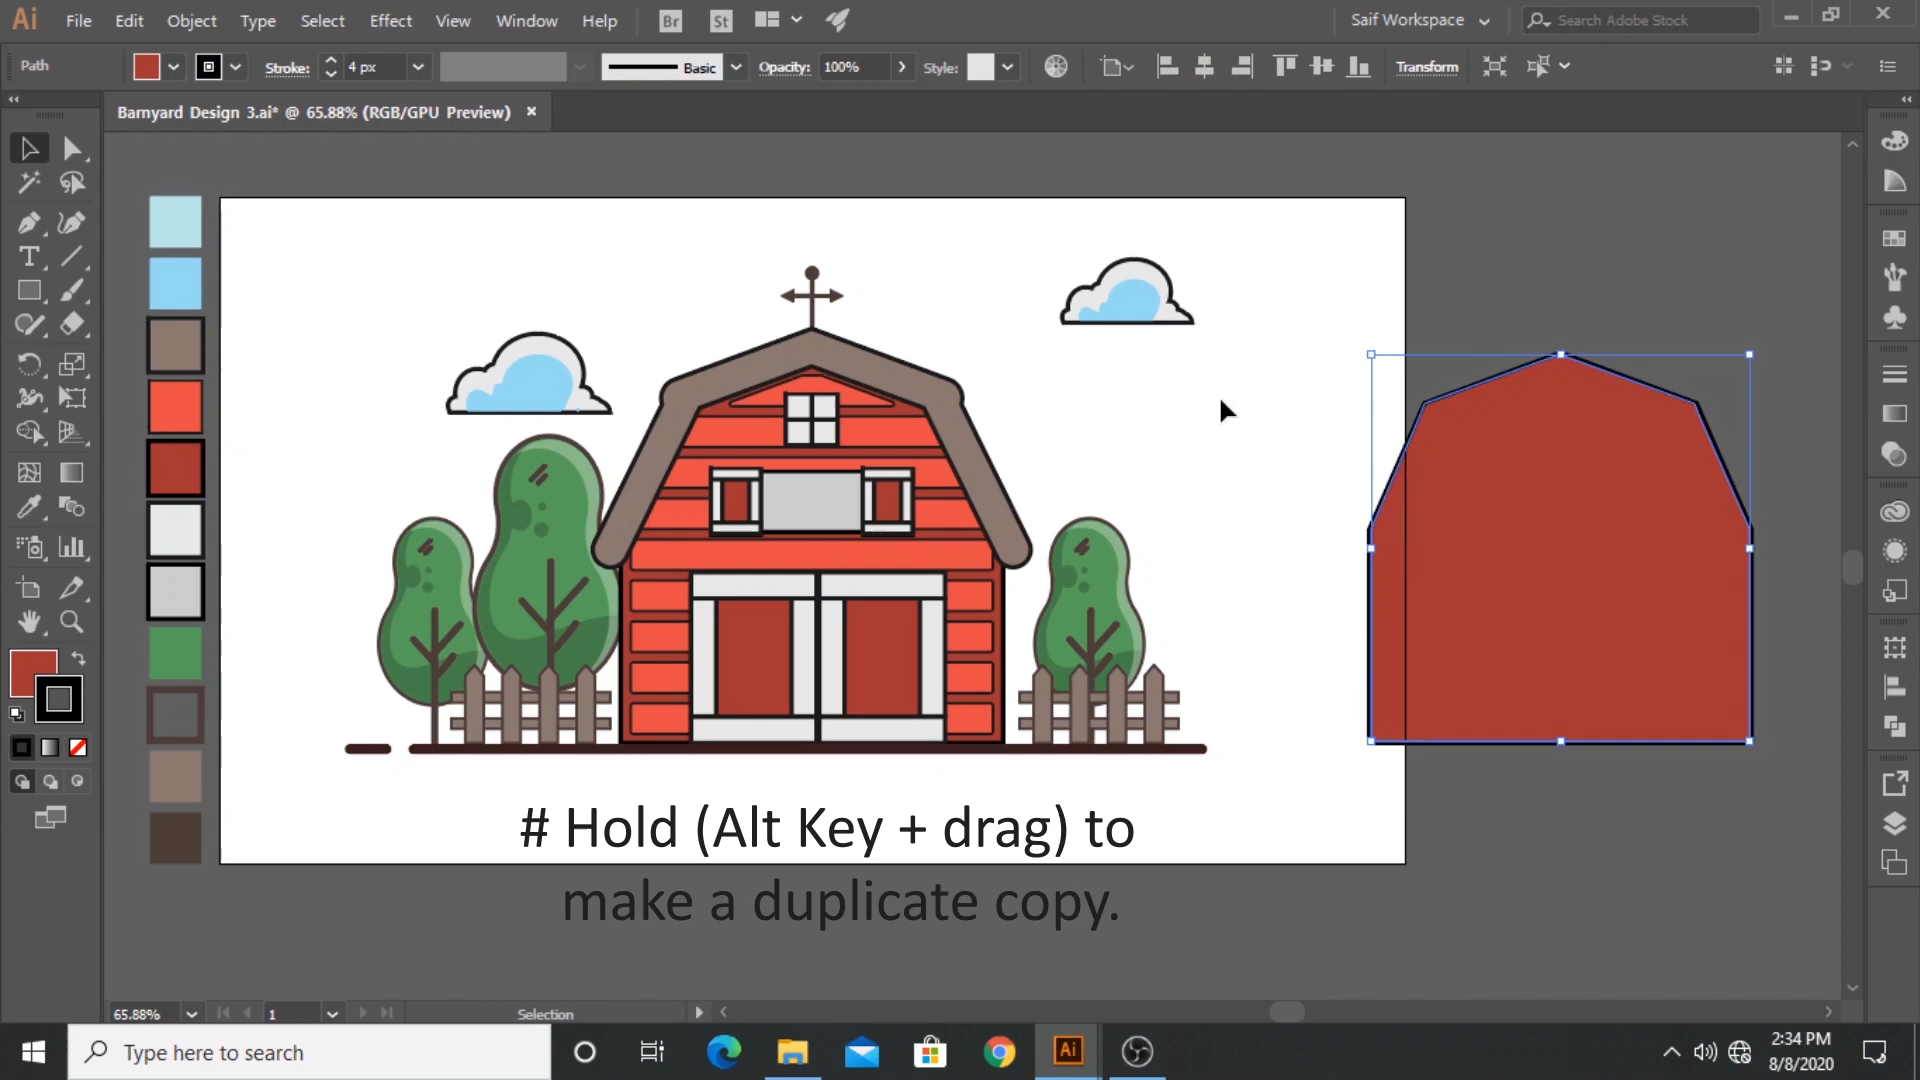 Ai File Edit Object Type Select Effect View Window Help Br St Saif Workspace Search Adobe Stock
Path Stroke: 4 px Basic Opacity: 100% Style: Transform
Barnyard Design 3.ai* @ 65.88% (RGB/GPU Preview)
# Hold (Alt Key + drag) to
make a duplicate copy.
65.88% 1 Selection
Type here to search
Ai
2:34 PM
8/8/2020